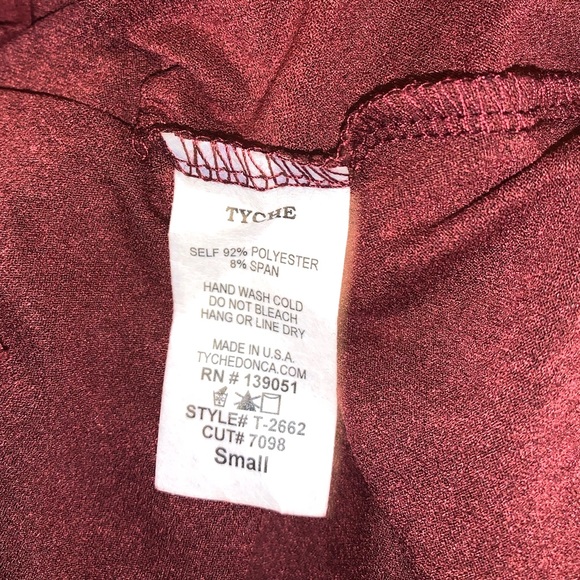 TYCHE
SELF 92% POLYESTER
8% SPAN
HAND WASH COLD
DO NOT BLEACH
HANG OR LINE DRY
MADE IN U.S.A.
TYCHEDONCA.COM
RN # 139051
STYLE# T-2662
CUT# 7098
Small